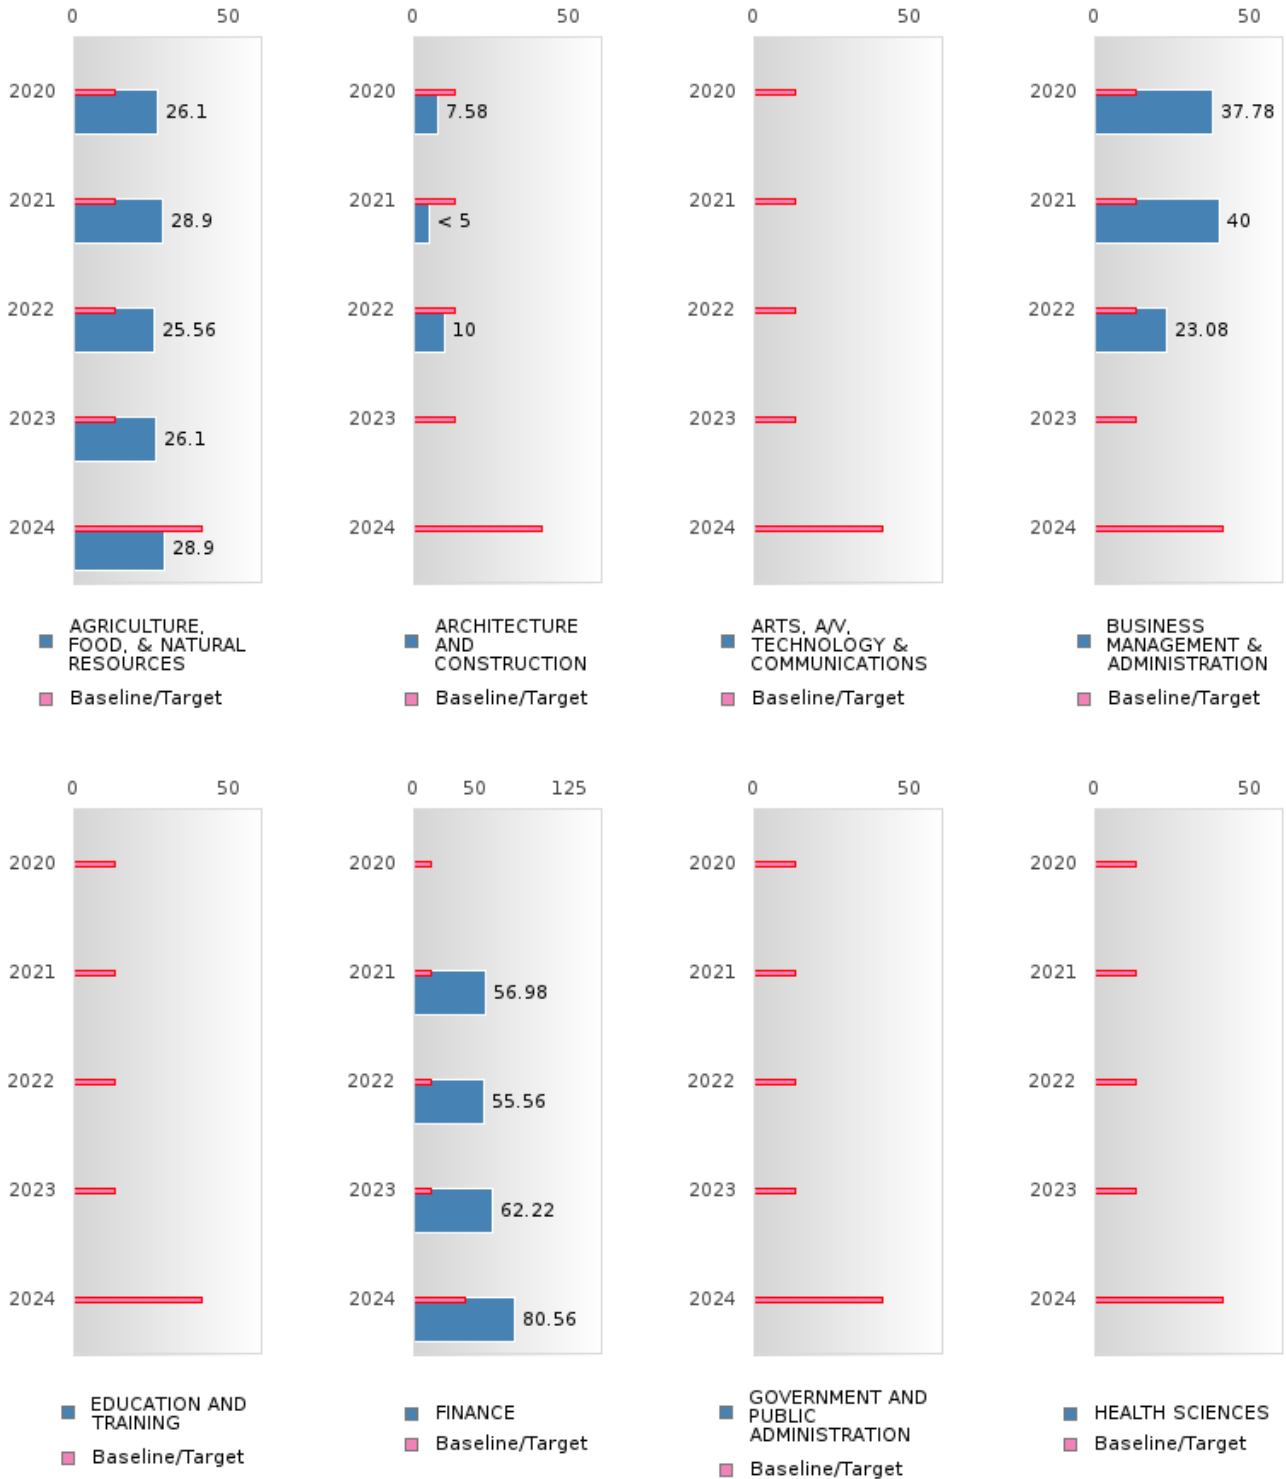 0 50
2020
26.1
2021
28.9
2022
25.56
2023
26.1
2024
28.9
AGRICULTURE,
FOOD, & NATURAL
RESOURCES
Baseline/Target
0 50
2020
7.58
2021
< 5
2022
10
2023
2024
ARCHITECTURE
AND
CONSTRUCTION
Baseline/Target
0 50
2020
2021
2022
2023
2024
ARTS, A/V,
TECHNOLOGY &
COMMUNICATIONS
Baseline/Target
0 50
2020
37.78
2021
40
2022
23.08
2023
2024
BUSINESS
MANAGEMENT &
ADMINISTRATION
Baseline/Target
0 50
2020
2021
2022
2023
2024
EDUCATION AND
TRAINING
Baseline/Target
0 50 125
2020
2021
56.98
2022
55.56
2023
62.22
2024
80.56
FINANCE
Baseline/Target
0 50
2020
2021
2022
2023
2024
GOVERNMENT AND
PUBLIC
ADMINISTRATION
Baseline/Target
0 50
2020
2021
2022
2023
2024
HEALTH SCIENCES
Baseline/Target